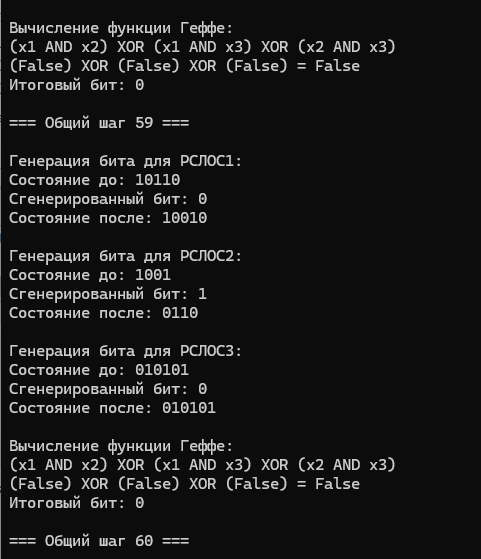 Вычисление функции Геффе:
(x1 AND x2) XOR (x1 AND x3) XOR (x2 AND x3)
(False) XOR (False) XOR (False) = False
Итоговый бит: 0
=== Общий шаг 59 ===
Генерация бита для РСЛОС1:
Состояние до: 10110
Сгенерированный бит: 0
Состояние после: 10010
Генерация бита для РСЛОС2:
Состояние до: 1001
Сгенерированный бит: 1
Состояние после: 0110
Генерация бита для РСЛОС3:
Состояние до: 010101
Сгенерированный бит: 0
Состояние после: 010101
Вычисление функции Геффе:
(x1 AND x2) XOR (x1 AND x3) XOR (x2 AND x3)
(False) XOR (False) XOR (False) = False
Итоговый бит: 0
=== Общий шаг 60 ===